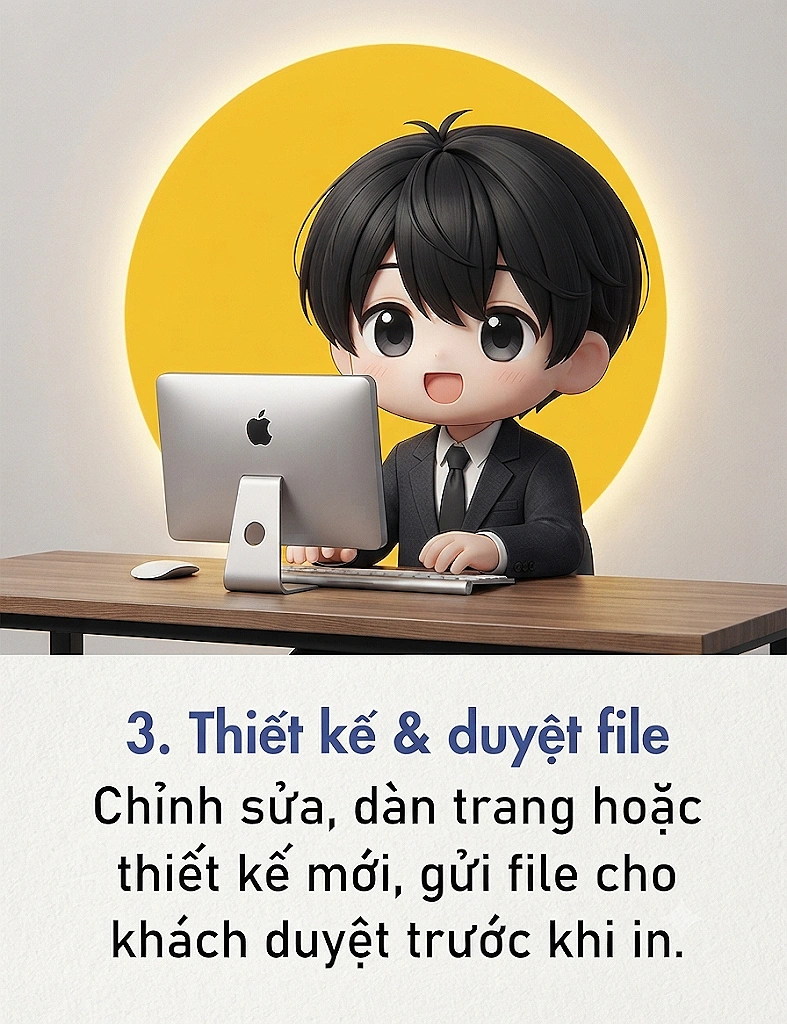 3. Thiết kế & duyệt file
Chỉnh sửa, dàn trang hoặc
thiết kế mới, gửi file cho
khách duyệt trước khi in.